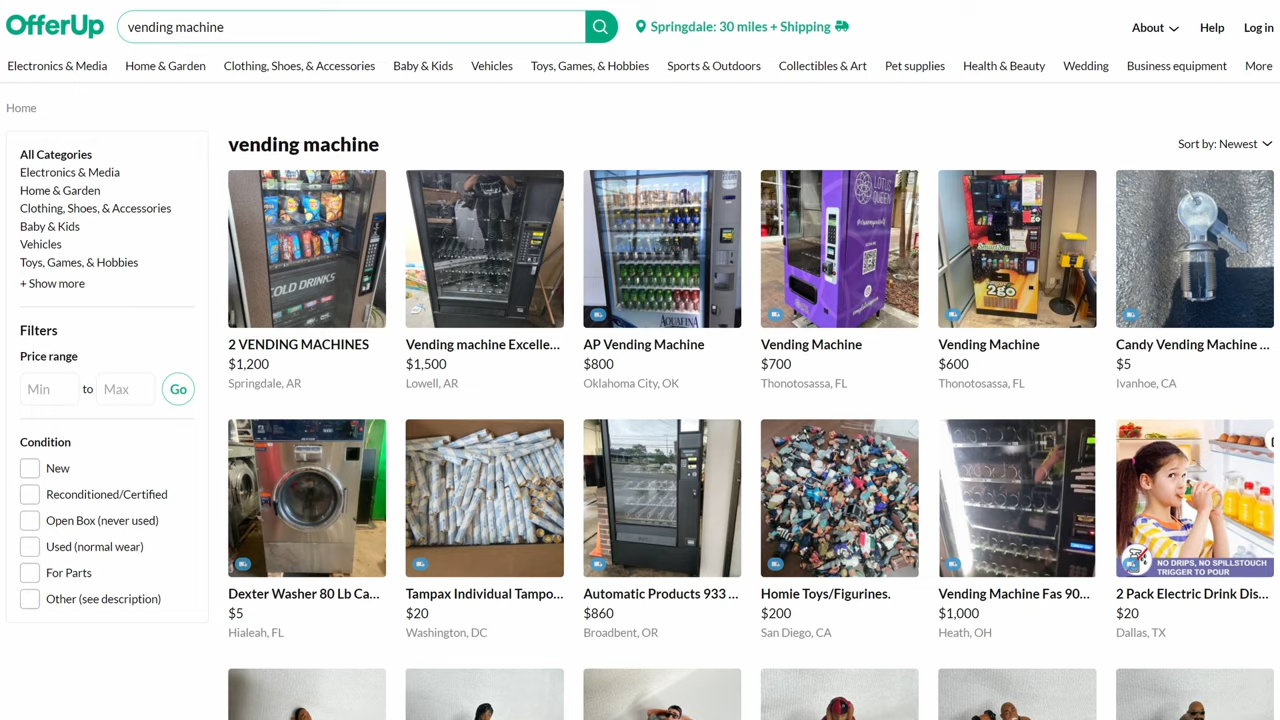 OfferUp
vending machine
Springdale: 30 miles + Shipping
About
Help
Log in
Electronics & Media
Home & Garden
Clothing, Shoes, & Accessories
Baby & Kids
Vehicles
Toys, Games, & Hobbies
Sports & Outdoors
Collectibles & Art
Pet supplies
Health & Beauty
Wedding
Business equipment
More
Home
All Categories
Electronics & Media
Home & Garden
Clothing, Shoes, & Accessories
Baby & Kids
Vehicles
Toys, Games, & Hobbies
+ Show more
Filters
Price range
Min
to
Max
Go
Condition
New
Reconditioned/Certified
Open Box (never used)
Used (normal wear)
For Parts
Other (see description)
vending machine
Sort by: Newest
COLD DRINKS
AQUAFINA
LOTUS
QUEEN
2go
2 VENDING MACHINES
$1,200
Springdale, AR
Vending machine Excelle...
$1,500
Lowell, AR
AP Vending Machine
$800
Oklahoma City, OK
Vending Machine
$700
Thonotosassa, FL
Vending Machine
$600
Thonotosassa, FL
Candy Vending Machine ...
$5
Ivanhoe, CA
NO DRIPS, NO SPILLSTOUCH
TRIGGER TO POUR
Dexter Washer 80 Lb Ca...
$5
Hialeah, FL
Tampax Individual Tampo...
$20
Washington, DC
Automatic Products 933 ...
$860
Broadbent, OR
Homie Toys/Figurines.
$200
San Diego, CA
Vending Machine Fas 90...
$1,000
Heath, OH
2 Pack Electric Drink Dis...
$20
Dallas, TX